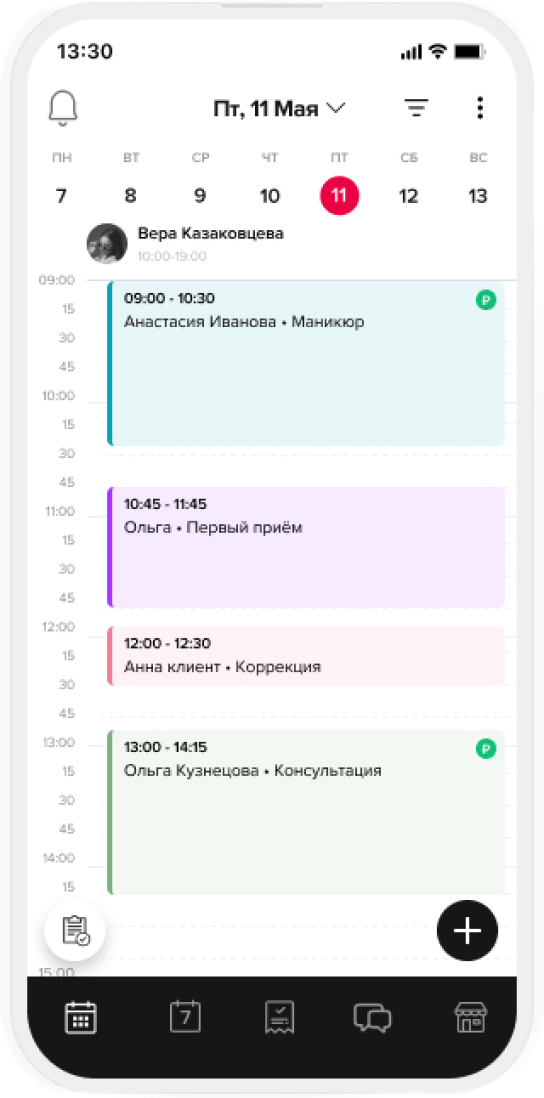 13:30
Пт, 11 Мая
ПН ВТ СР ЧТ ПТ СБ ВС
7 8 9 10 11 12 13
Вера Казаковцева
10:00-19:00
09:00
09:00 - 10:30 P
15
Анастасия Иванова • Маникюр
30
45
10:00
15
30
45
10:45 - 11:45
11:00
Ольга • Первый приём
15
30
45
12:00
12:00 - 12:30
15
Анна клиент • Коррекция
30
45
13:00
13:00 - 14:15 P
15
Ольга Кузнецова • Консультация
30
45
14:00
15
15:00
7